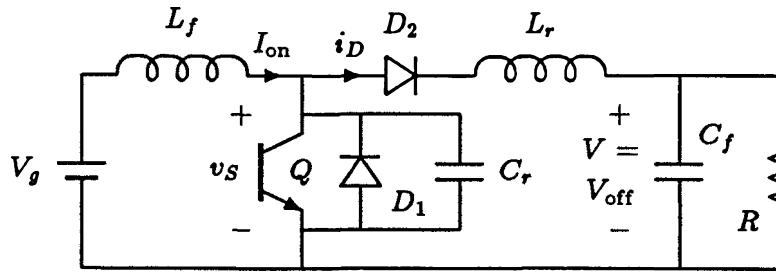 L_f I_on i_D D_2 L_r
+ +
V_g v_S Q D_1 C_r V = V_off C_f R
− −